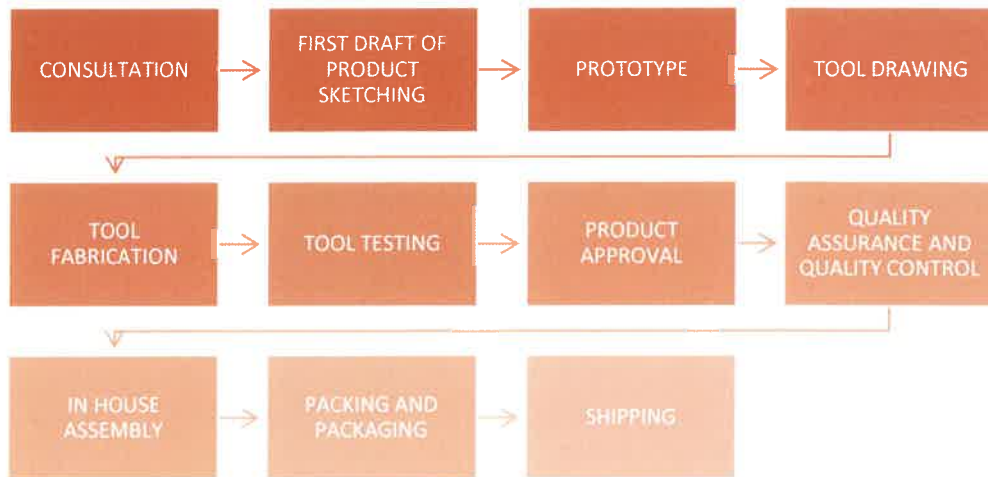 CONSULTATION
FIRST DRAFT OF
PRODUCT
SKETCHING
PROTOTYPE
TOOL DRAWING
TOOL
FABRICATION
TOOL TESTING
PRODUCT
APPROVAL
QUALITY
ASSURANCE AND
QUALITY CONTROL
IN HOUSE
ASSEMBLY
PACKING AND
PACKAGING
SHIPPING